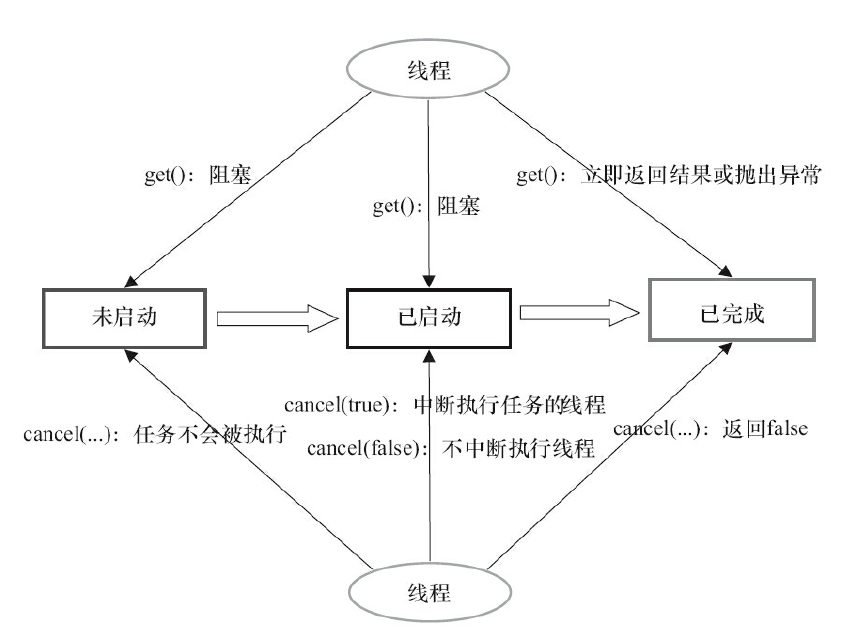 线程
get()：阻塞
get()：立即返回结果或抛出异常
get()：阻塞
未启动
已启动
已完成
cancel(true)：中断执行任务的线程
cancel(...)：任务不会被执行
cancel(...)：返回false
cancel(false)：不中断执行线程
线程